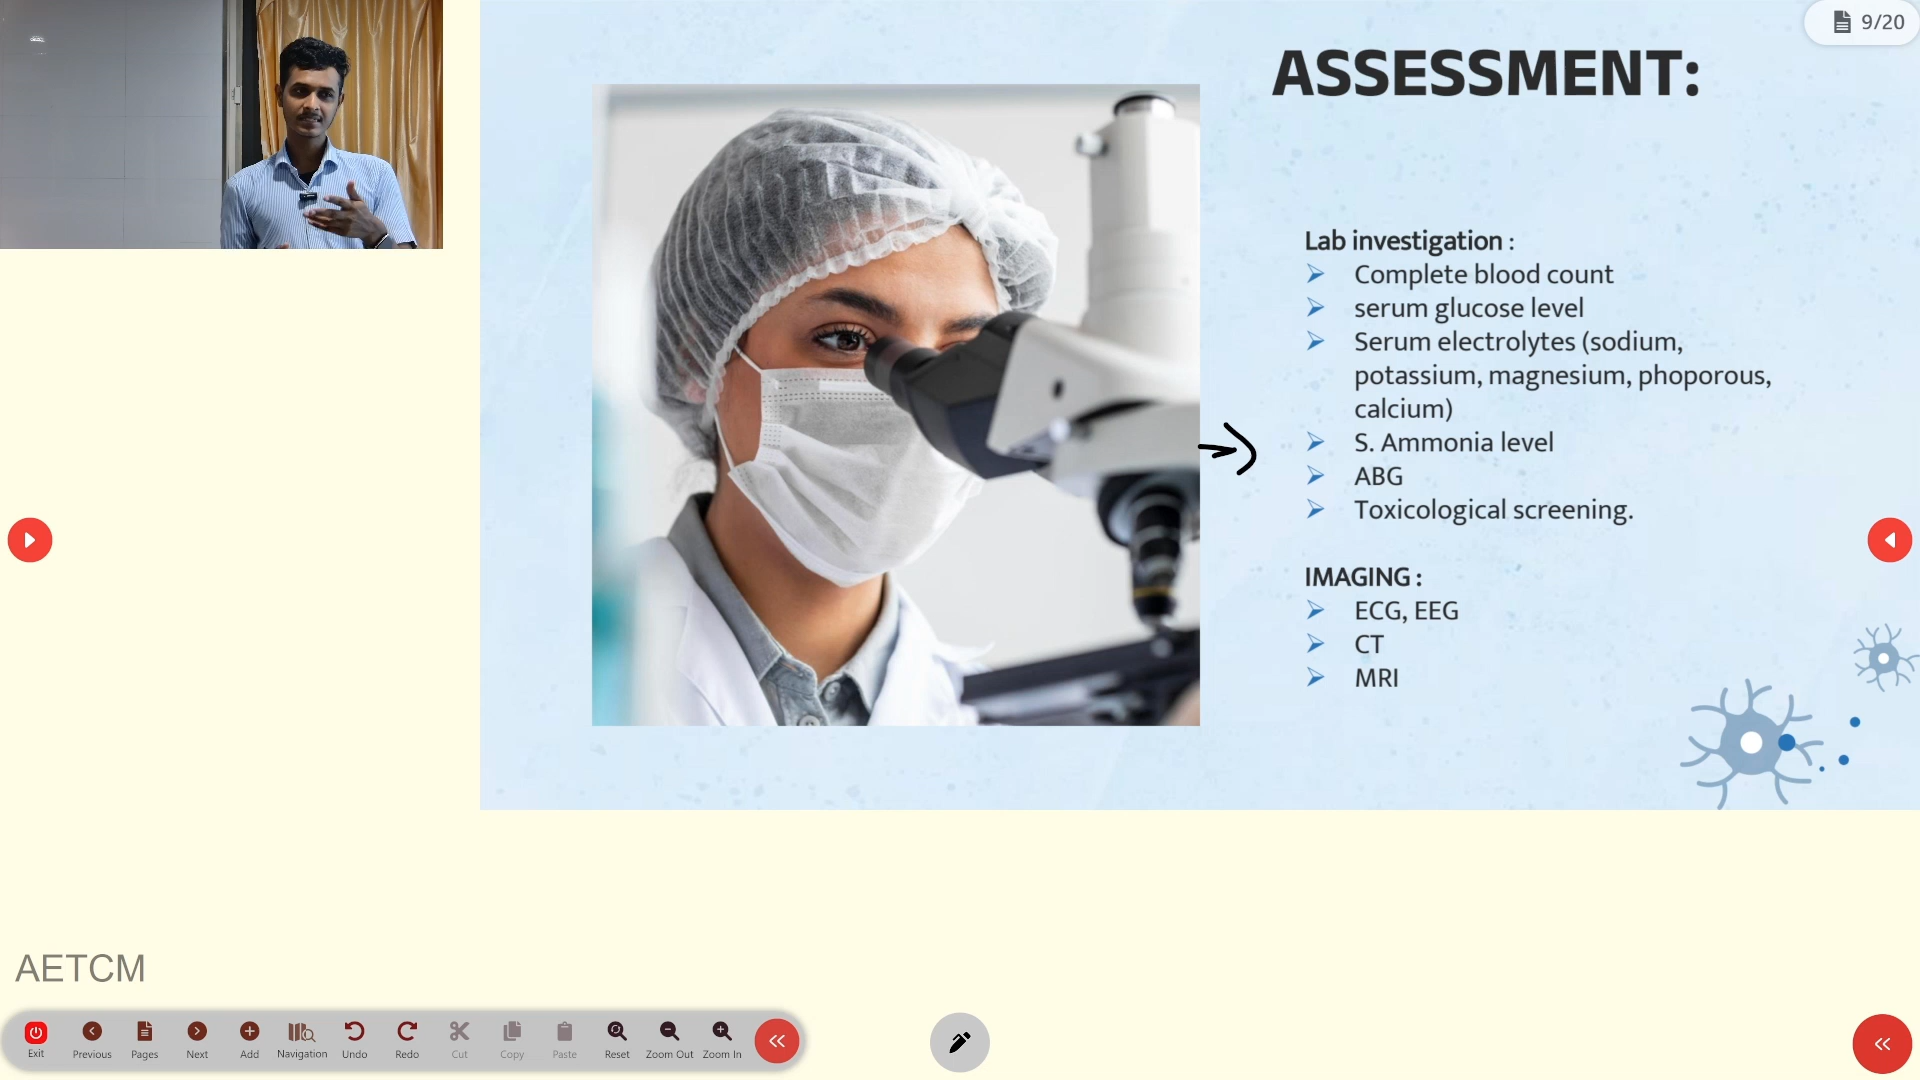 9/20
ASSESSMENT:
Lab investigation :
Complete blood count
serum glucose level
Serum electrolytes (sodium,
potassium, magnesium, phoporous,
calcium)
S. Ammonia level
ABG
Toxicological screening.
IMAGING :
ECG, EEG
CT
MRI
AETCM
Exit
Previous
Pages
Next
Add
Navigation
Undo
Redo
Cut
Copy
Paste
Reset
Zoom Out
Zoom In